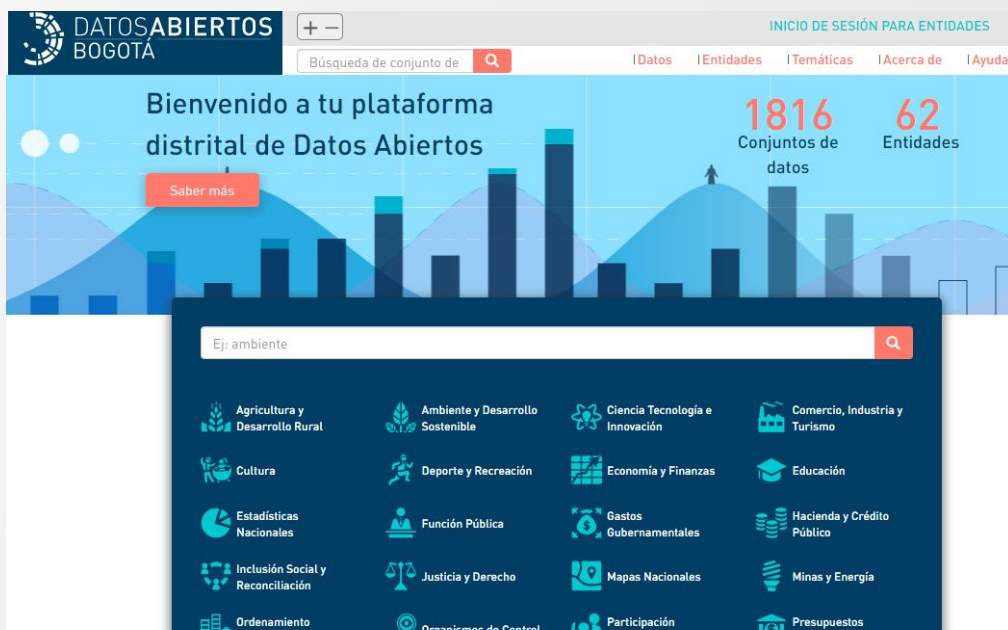 DATOSABIERTOS
BOGOTÁ
+ −
INICIO DE SESIÓN PARA ENTIDADES
Búsqueda de conjunto de
Datos
Entidades
Temáticas
Acerca de
Ayuda
Bienvenido a tu plataforma
distrital de Datos Abiertos
Saber más
1816
Conjuntos de
datos
62
Entidades
Ej: ambiente
Agricultura y
Desarrollo Rural
Ambiente y Desarrollo
Sostenible
Ciencia Tecnología e
Innovación
Comercio, Industria y
Turismo
Cultura
Deporte y Recreación
Economía y Finanzas
Educación
Estadísticas
Nacionales
Función Pública
Gastos
Gubernamentales
Hacienda y Crédito
Público
Inclusión Social y
Reconciliación
Justicia y Derecho
Mapas Nacionales
Minas y Energía
Ordenamiento
Organismos de Control
Participación
Presupuestos